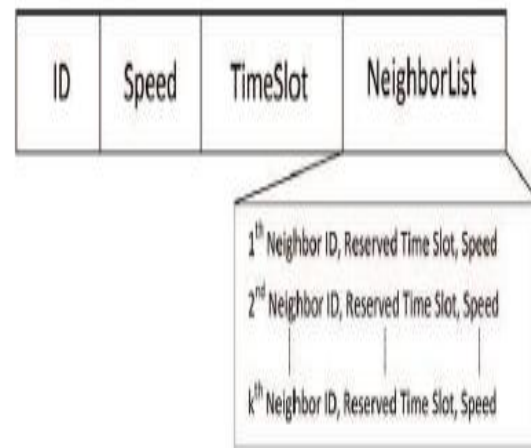 ID Speed TimeSlot NeighborList
1th Neighbor ID, Reserved Time Slot, Speed
2nd Neighbor ID, Reserved Time Slot, Speed
kth Neighbor ID, Reserved Time Slot, Speed